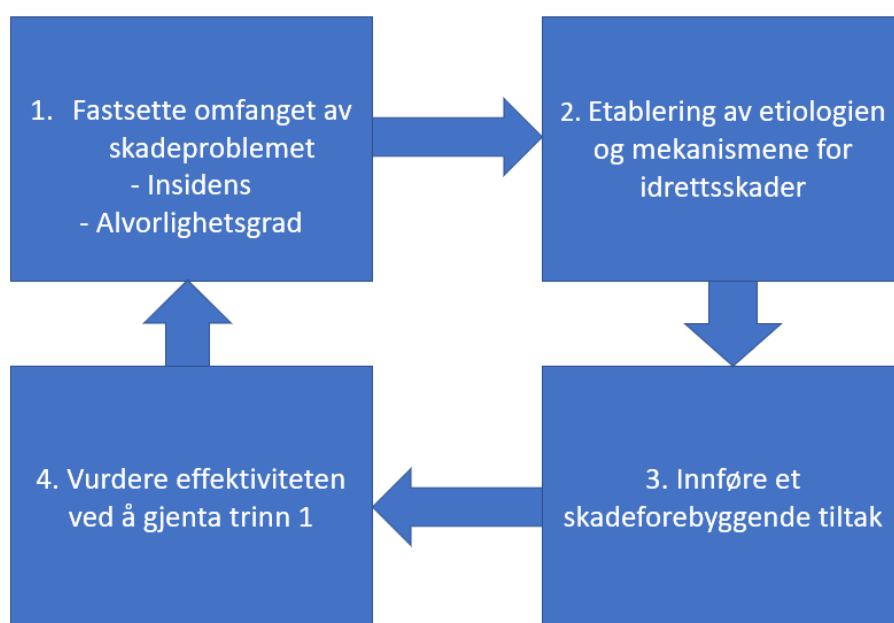 1. Fastsette omfanget av
skadeproblemet
- Insidens
- Alvorlighetsgrad
2. Etablering av etiologien
og mekanismene for
idrettsskader
3. Innføre et
skadeforebyggende tiltak
4. Vurdere effektiviteten
ved å gjenta trinn 1